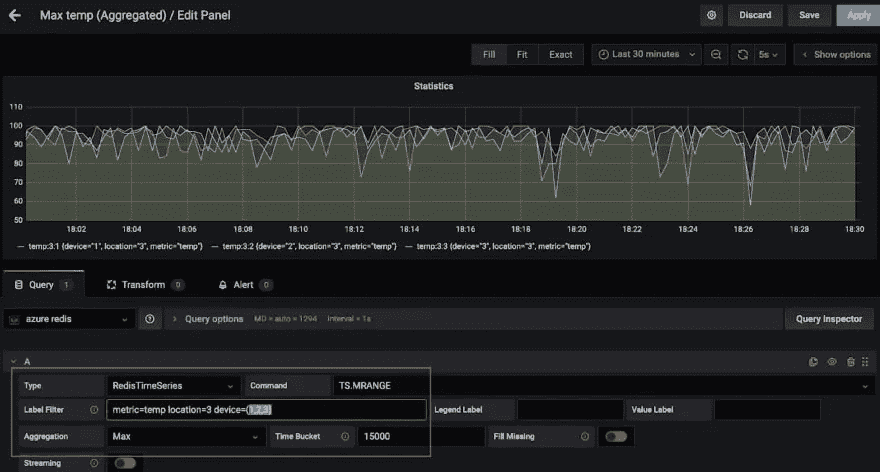 Max temp (Aggregated) / Edit Panel
Discard Save Apply
Fill Fit Exact Last 30 minutes 5s Show options
Statistics
110
100
90
80
70
60
50
18:02 18:04 18:06 18:08 18:10 18:12 18:14 18:16 18:18 18:20 18:22 18:24 18:26 18:28 18:30
temp:3:1 {device="1", location="3", metric="temp"} temp:3:2 {device="2", location="3", metric="temp"} temp:3:3 {device="3", location="3", metric="temp"}
Query 1 Transform 0 Alert 0
azure redis Query options MD = auto = 1294 Interval = 1s Query Inspector
A
Type RedisTimeSeries Command TS.MRANGE
Label Filter metric=temp location=3 device=(1,2,3) Legend Label Value Label
Aggregation Max Time Bucket 15000 Fill Missing
Streaming